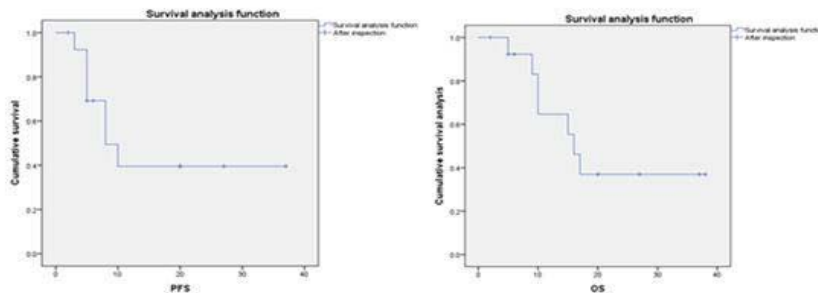 Survival analysis function
Survival analysis function
After inspection
1.0
0.8
0.6
0.4
0.2
0.0
Cumulative survival
0
10
20
30
40
PFS
Survival analysis function
Survival analysis function
After inspection
1.0
0.8
0.6
0.4
0.2
0.0
Cumulative survival analysis
0
10
20
30
40
OS